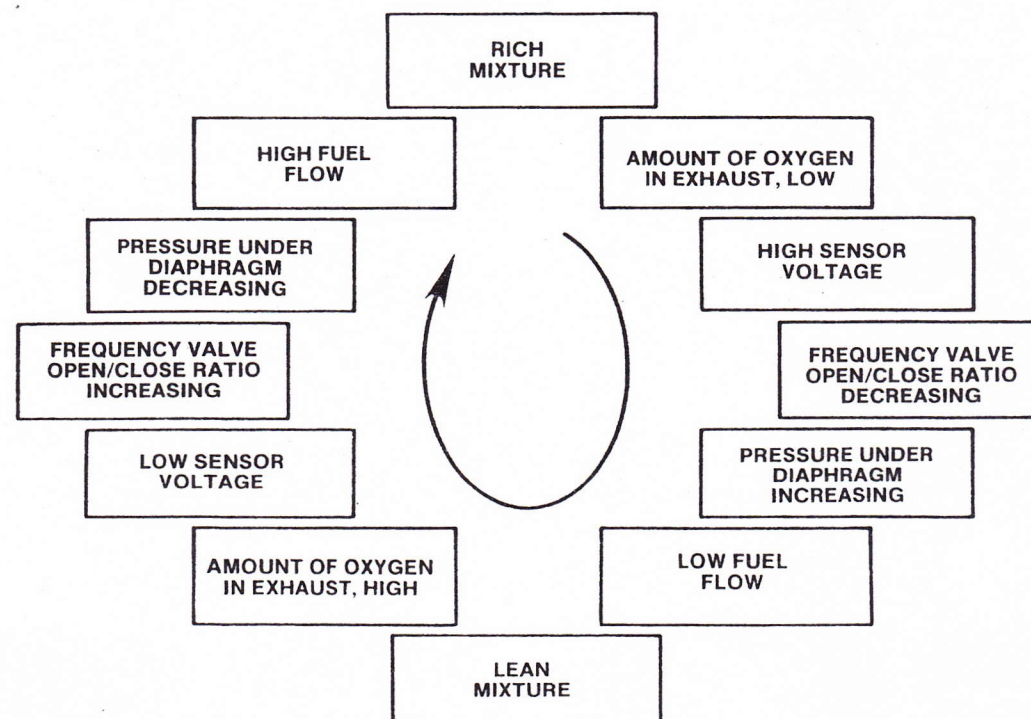 RICH
MIXTURE
HIGH FUEL
FLOW
AMOUNT OF OXYGEN
IN EXHAUST, LOW
PRESSURE UNDER
DIAPHRAGM
DECREASING
HIGH SENSOR
VOLTAGE
FREQUENCY VALVE
OPEN/CLOSE RATIO
INCREASING
FREQUENCY VALVE
OPEN/CLOSE RATIO
DECREASING
LOW SENSOR
VOLTAGE
PRESSURE UNDER
DIAPHRAGM
INCREASING
AMOUNT OF OXYGEN
IN EXHAUST, HIGH
LOW FUEL
FLOW
LEAN
MIXTURE